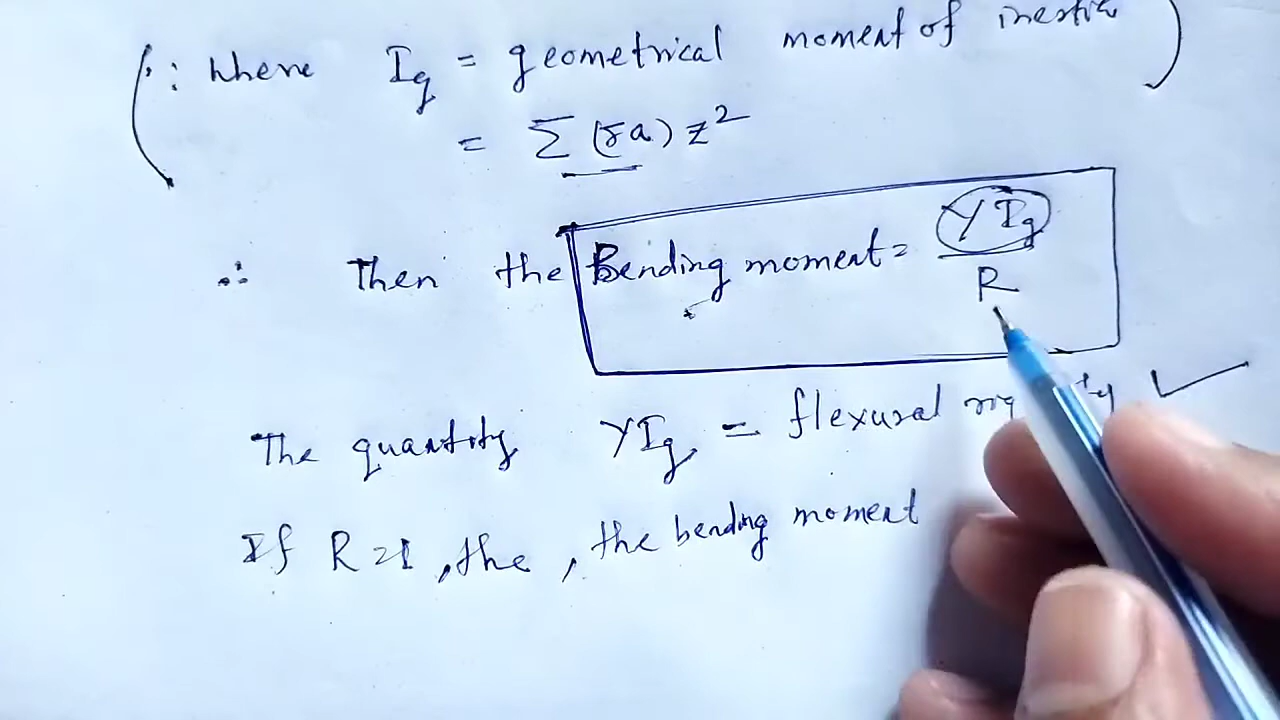 (∵ Where Ig = geometrical moment of inertia)
= Σ (δa) z²
∴ Then the Bending moment = YIg / R
The quantity YIg = flexural
If R = 1, the, the bending moment